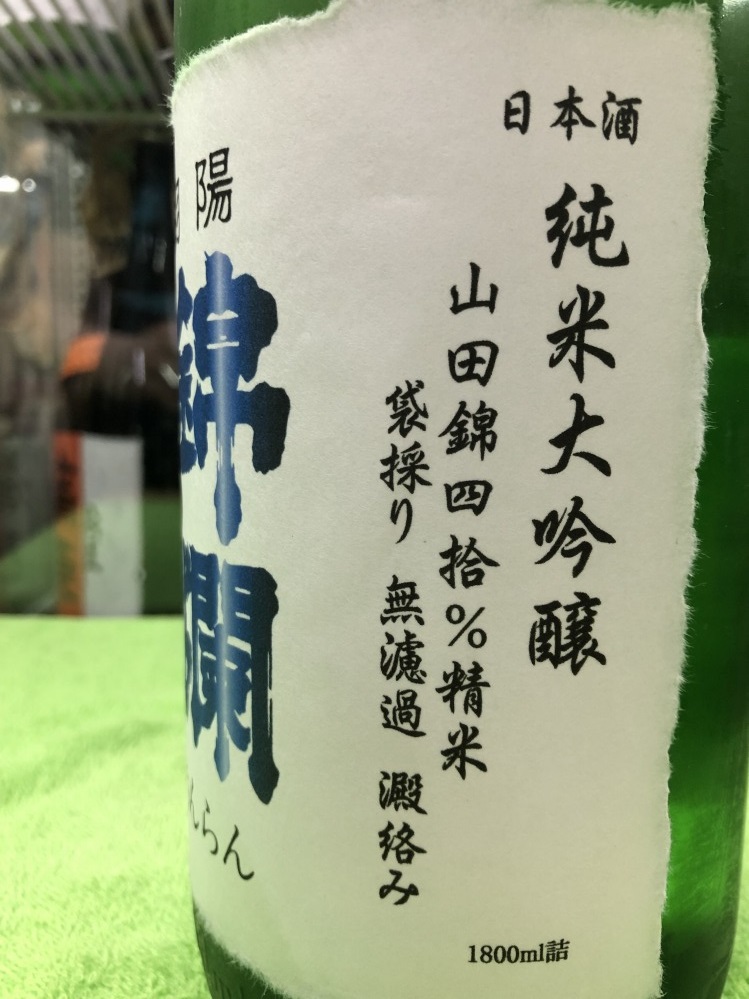 日本酒
純米大吟醸
山田錦四拾%精米
袋採り 無濾過 澱絡み
陽
錦
んらん
1800ml詰